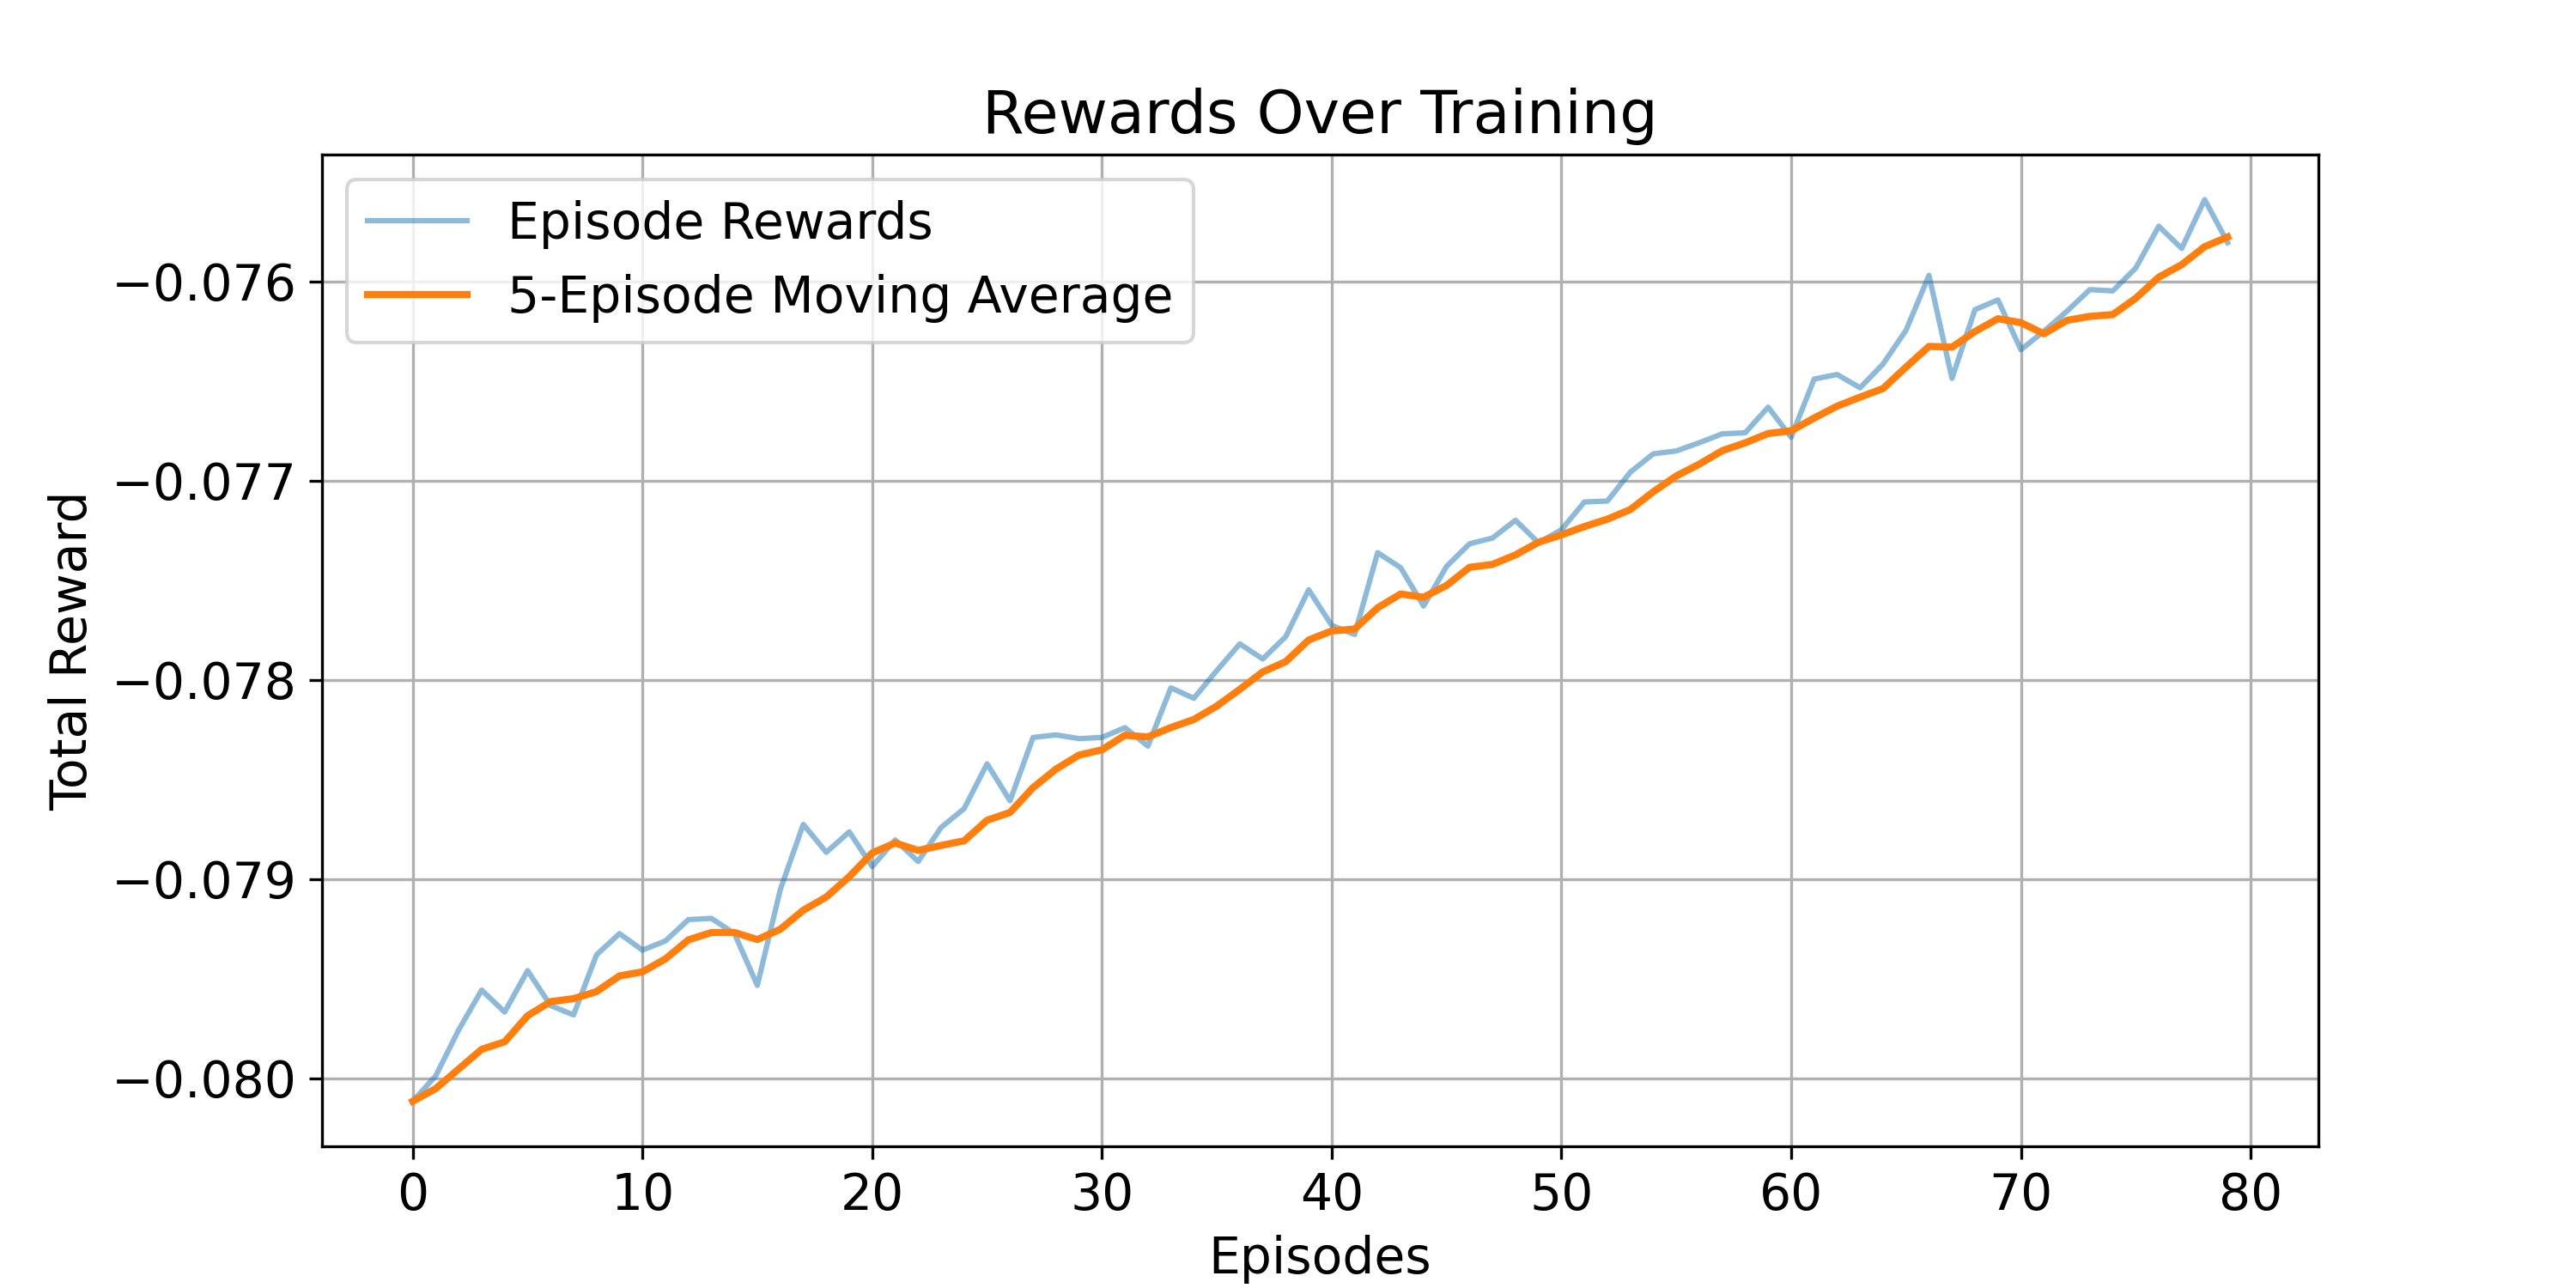 Rewards Over Training
Episode Rewards
5-Episode Moving Average
Total Reward
−0.076
−0.077
−0.078
−0.079
−0.080
0 10 20 30 40 50 60 70 80
Episodes